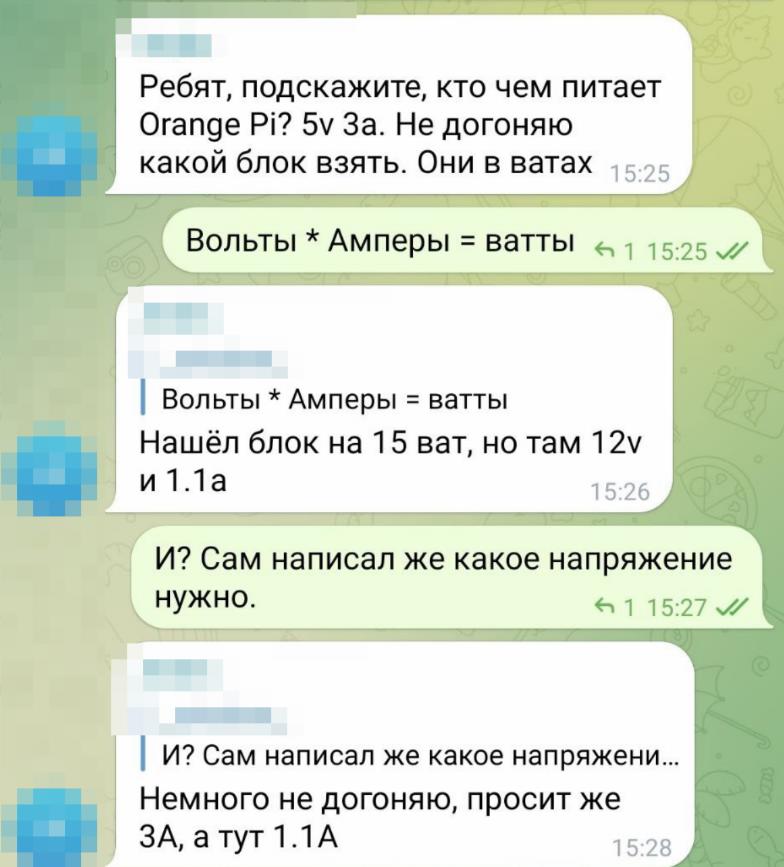 Ребят, подскажите, кто чем питает
Orange Pi? 5v 3а. Не догоняю
какой блок взять. Они в ватах 15:25
Вольты * Амперы = ватты 1 15:25
Вольты * Амперы = ватты
Нашёл блок на 15 ват, но там 12v
и 1.1а 15:26
И? Сам написал же какое напряжение
нужно. 1 15:27
И? Сам написал же какое напряжени...
Немного не догоняю, просит же
3А, а тут 1.1А 15:28